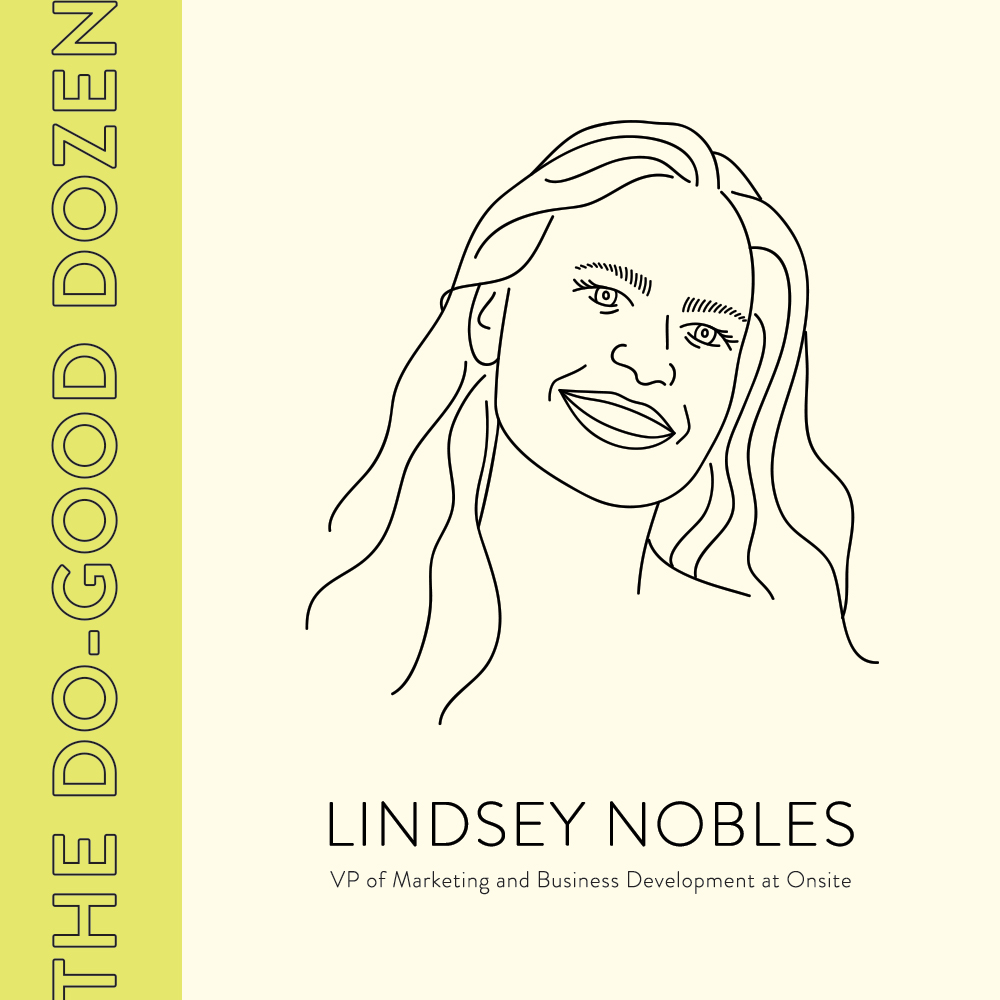 THE DO-GOOD DOZEN
LINDSEY NOBLES
VP of Marketing and Business Development at Onsite